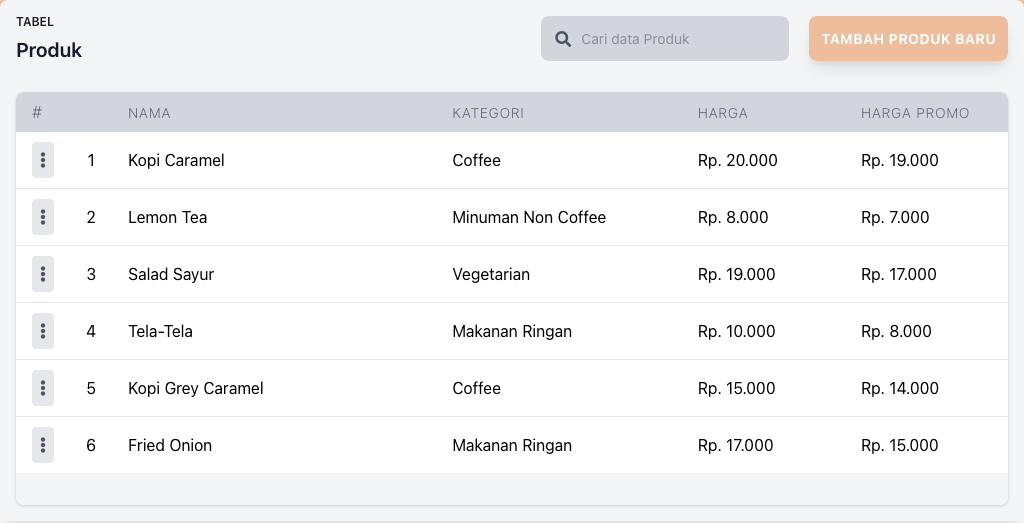 TABEL
Produk
Cari data Produk
TAMBAH PRODUK BARU
# NAMA KATEGORI HARGA HARGA PROMO
1 Kopi Caramel Coffee Rp. 20.000 Rp. 19.000
2 Lemon Tea Minuman Non Coffee Rp. 8.000 Rp. 7.000
3 Salad Sayur Vegetarian Rp. 19.000 Rp. 17.000
4 Tela-Tela Makanan Ringan Rp. 10.000 Rp. 8.000
5 Kopi Grey Caramel Coffee Rp. 15.000 Rp. 14.000
6 Fried Onion Makanan Ringan Rp. 17.000 Rp. 15.000